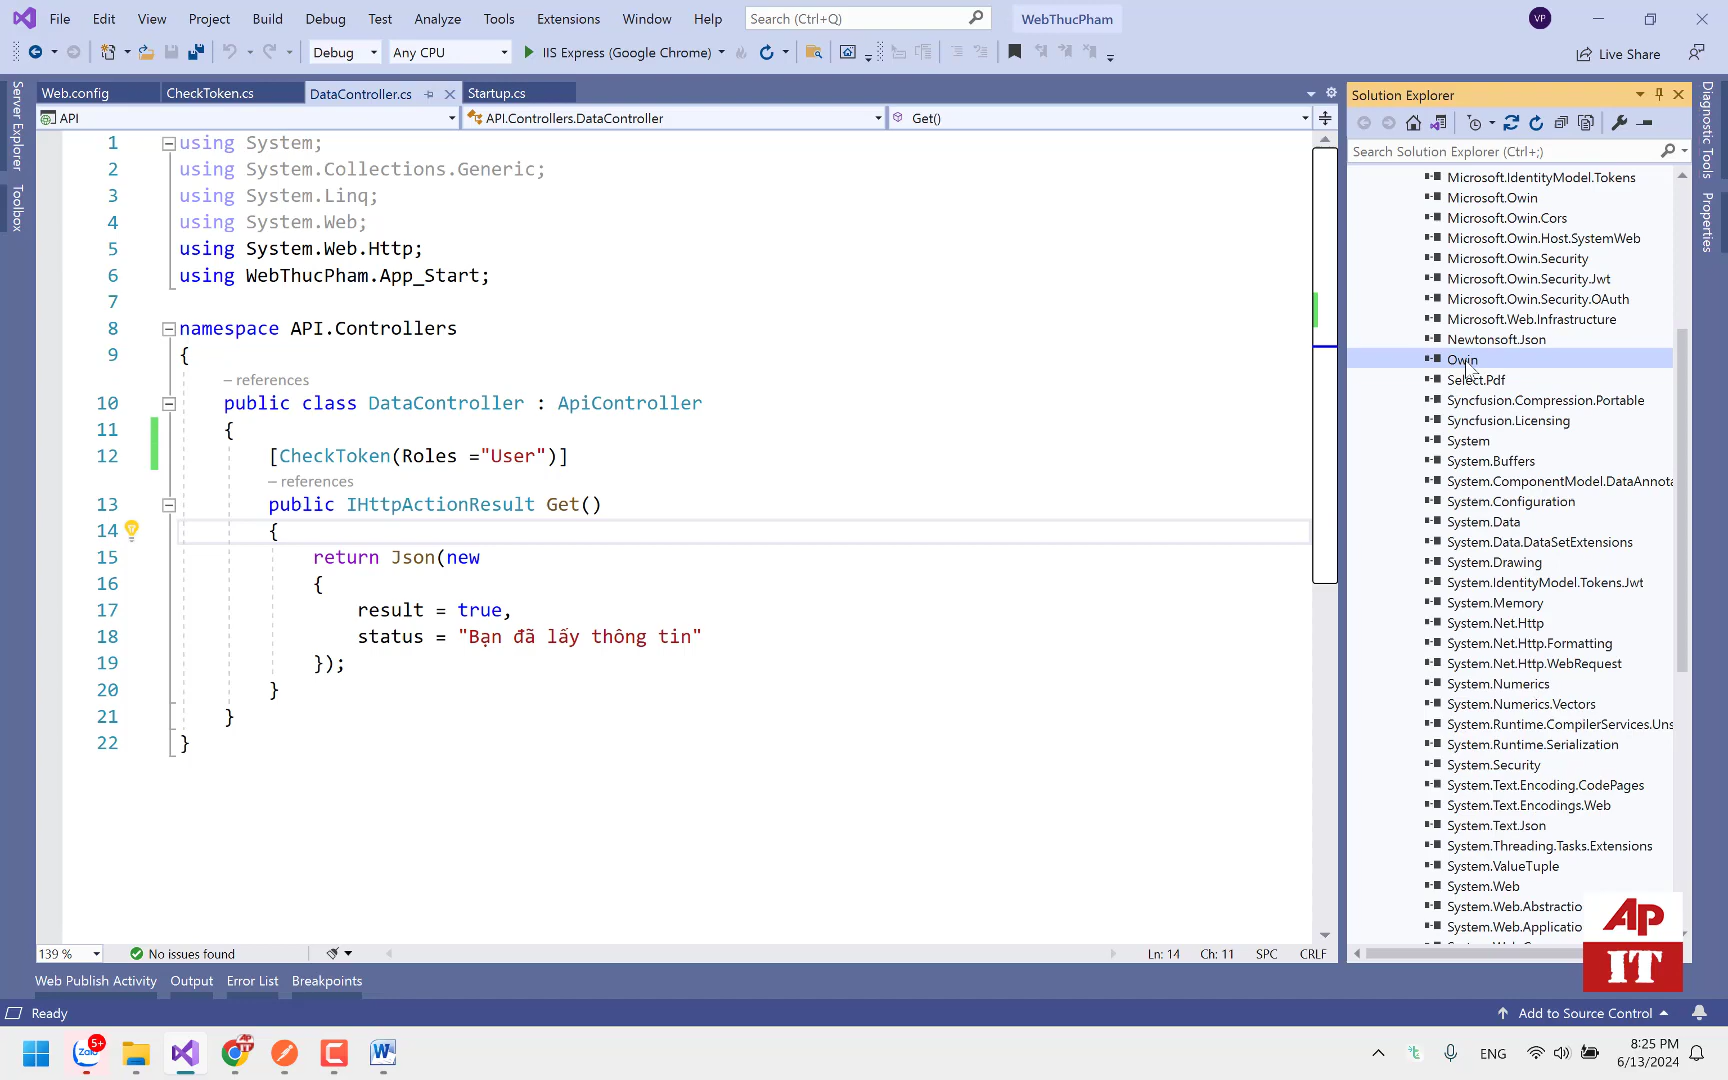 File Edit View Project Build Debug Test Analyze Tools Extensions Window Help Search (Ctrl+Q) WebThucPham VP
Debug Any CPU IIS Express (Google Chrome) Live Share
Server Explorer
Toolbox
Web.config CheckToken.cs DataController.cs Startup.cs
API API.Controllers.DataController Get()
1 using System;
2 using System.Collections.Generic;
3 using System.Linq;
4 using System.Web;
5 using System.Web.Http;
6 using WebThucPham.App_Start;
7
8 namespace API.Controllers
9 {
– references
10 public class DataController : ApiController
11 {
12 [CheckToken(Roles ="User")]
– references
13 public IHttpActionResult Get()
14 {
15 return Json(new
16 {
17 result = true,
18 status = "Bạn đã lấy thông tin"
19 });
20 }
21 }
22 }
139 % No issues found Ln: 14 Ch: 11 SPC CRLF
Solution Explorer
Search Solution Explorer (Ctrl+;)
Microsoft.IdentityModel.Tokens
Microsoft.Owin
Microsoft.Owin.Cors
Microsoft.Owin.Host.SystemWeb
Microsoft.Owin.Security
Microsoft.Owin.Security.Jwt
Microsoft.Owin.Security.OAuth
Microsoft.Web.Infrastructure
Newtonsoft.Json
Owin
Select.Pdf
Syncfusion.Compression.Portable
Syncfusion.Licensing
System
System.Buffers
System.ComponentModel.DataAnnota
System.Configuration
System.Data
System.Data.DataSetExtensions
System.Drawing
System.IdentityModel.Tokens.Jwt
System.Memory
System.Net.Http
System.Net.Http.Formatting
System.Net.Http.WebRequest
System.Numerics
System.Numerics.Vectors
System.Runtime.CompilerServices.Uns
System.Runtime.Serialization
System.Security
System.Text.Encoding.CodePages
System.Text.Encodings.Web
System.Text.Json
System.Threading.Tasks.Extensions
System.ValueTuple
System.Web
System.Web.Abstractio
System.Web.Applicatio
Diagnostic Tools
Properties
AP
IT
Web Publish Activity Output Error List Breakpoints
Ready Add to Source Control
Zalo 5+ AP IT W ENG 8:25 PM
6/13/2024